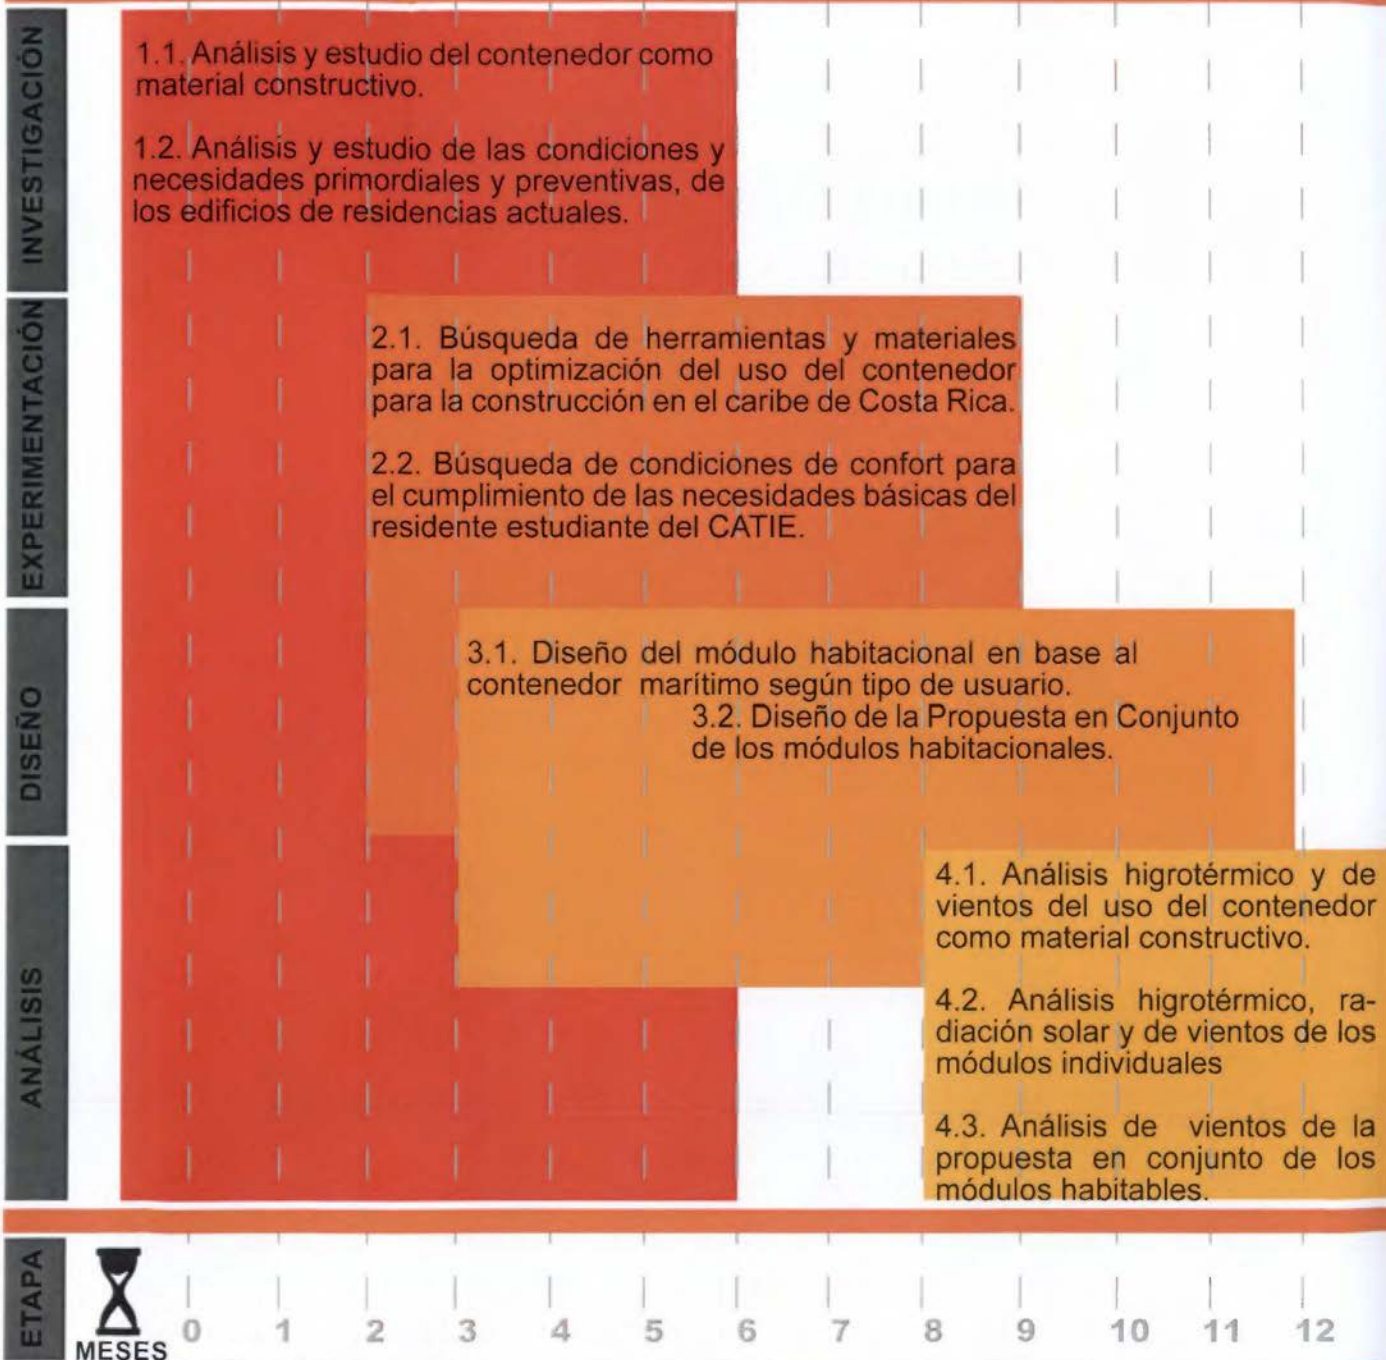 INVESTIGACIÓN
1.1. Análisis y estudio del contenedor como
material constructivo.
1.2. Análisis y estudio de las condiciones y
necesidades primordiales y preventivas, de
los edificios de residencias actuales.
EXPERIMENTACIÓN
2.1. Búsqueda de herramientas y materiales
para la optimización del uso del contenedor
para la construcción en el caribe de Costa Rica.
2.2. Búsqueda de condiciones de confort para
el cumplimiento de las necesidades básicas del
residente estudiante del CATIE.
DISEÑO
3.1. Diseño del módulo habitacional en base al
contenedor marítimo según tipo de usuario.
3.2. Diseño de la Propuesta en Conjunto
de los módulos habitacionales.
ANÁLISIS
4.1. Análisis higrotérmico y de
vientos del uso del contenedor
como material constructivo.
4.2. Análisis higrotérmico, ra-
diación solar y de vientos de los
módulos individuales
4.3. Análisis de vientos de la
propuesta en conjunto de los
módulos habitables.
ETAPA
MESES
0 1 2 3 4 5 6 7 8 9 10 11 12